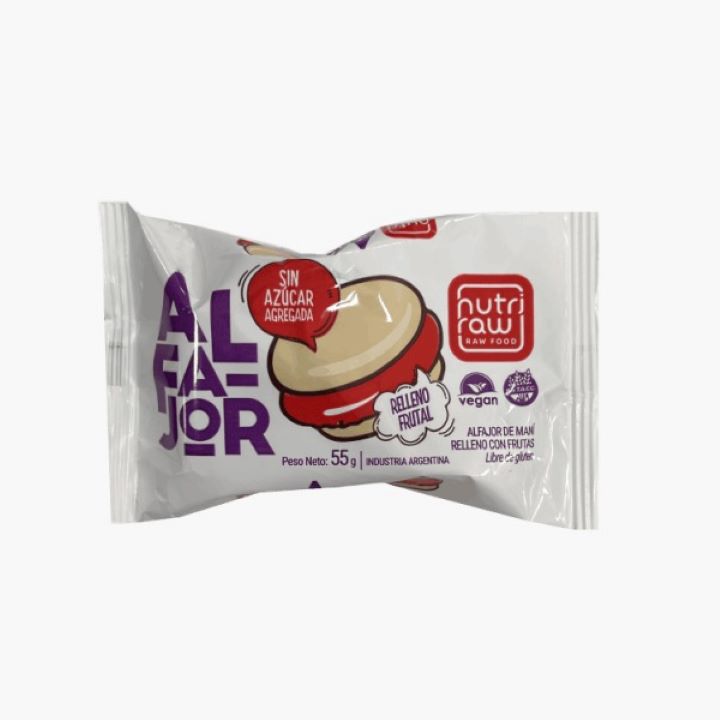 AL
FA-
JOR
SIN
AZÚCAR
AGREGADA
RELLENO
FRUTAL
nutri
raw
RAW FOOD
vegan
ALFAJOR DE MANÍ
RELLENO CON FRUTAS
Libre de gluten
Peso Neto: 55 g | INDUSTRIA ARGENTINA